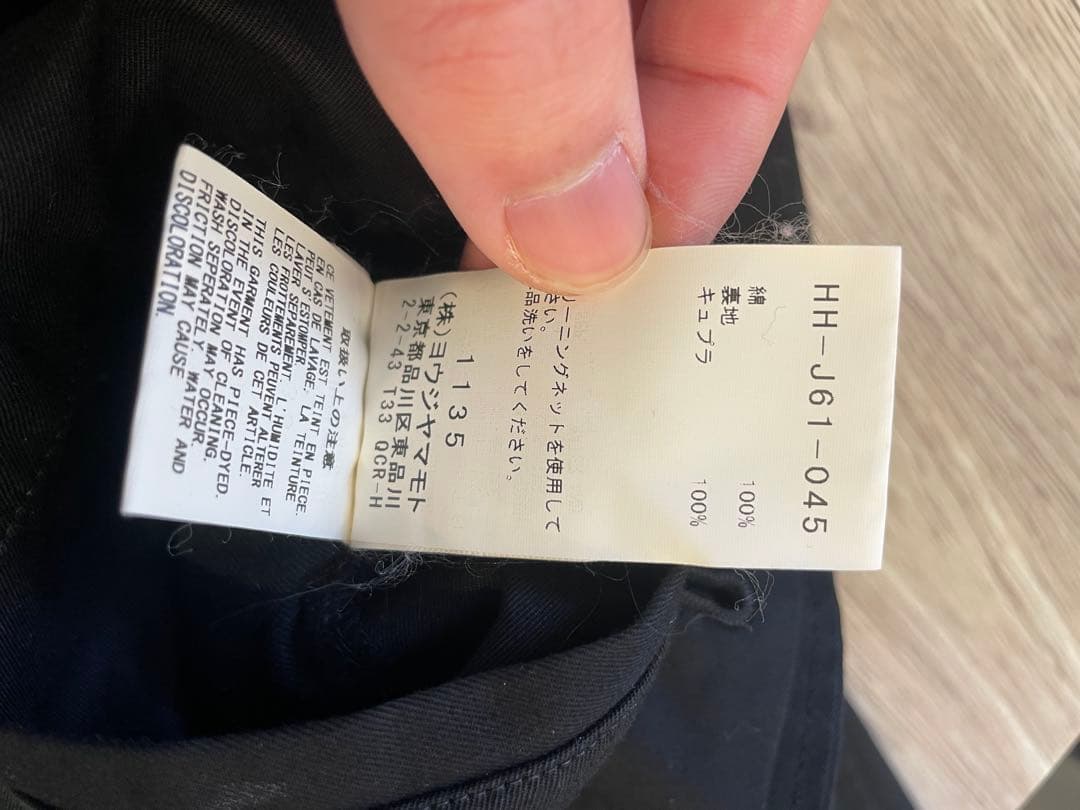 HH-J61-045
綿 100%
裏地
キュプラ 100%
ーニングネットを使用して
さい。
品洗いをしてください。
1135
(株)ヨウジヤマモト
東京都品川区東品川
2-2-43 T33 QCR-H
取扱い上の注意
CE VETEMENT EST TEINT EN PIECE.
EN CAS DE LAVAGE, LA TEINTURE
PEUT S'ESTOMPER.
LAVER SEPAREMENT. L'HUMIDITE ET
LES FROTTEMENTS PEUVENT ALTERER
LES COULEURS DE CET ARTICLE.
THIS GARMENT HAS PIECE-DYED.
IN THE EVENT OF CLEANING,
DISCOLORATION MAY OCCUR.
WASH SEPERATELY. WATER AND
FRICTION MAY CAUSE
DISCOLORATION.